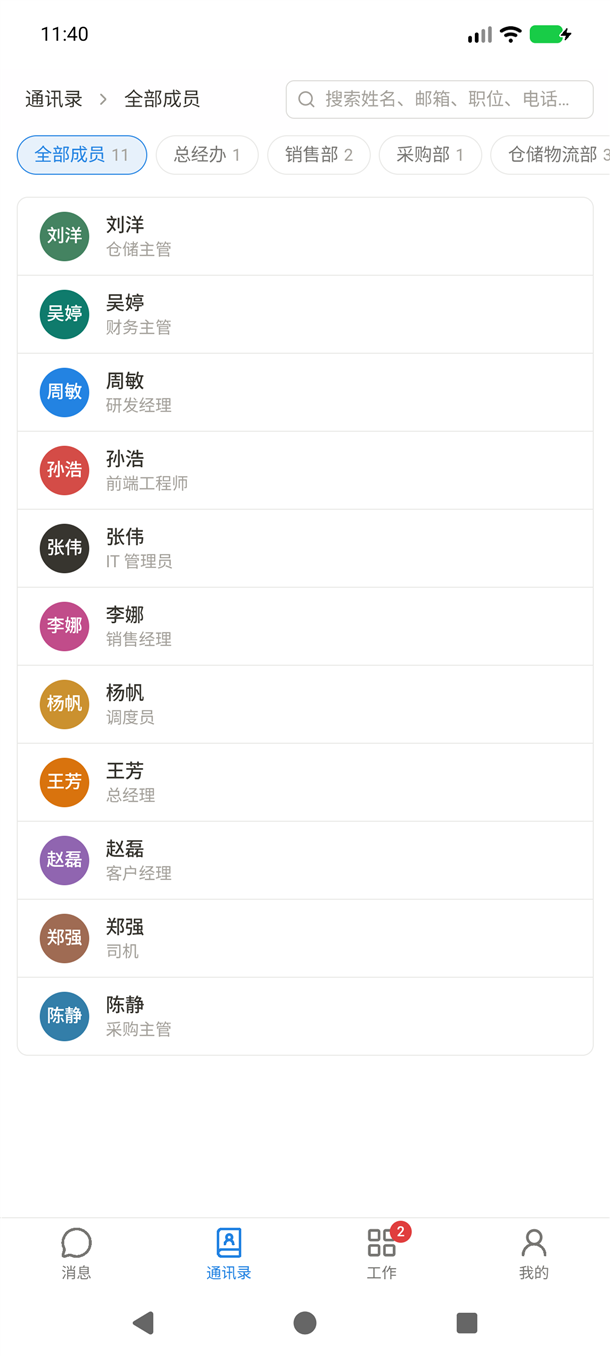 11:40
通讯录 > 全部成员
搜索姓名、邮箱、职位、电话...
全部成员 11 总经办 1 销售部 2 采购部 1 仓储物流部 3
刘洋 刘洋
仓储主管
吴婷 吴婷
财务主管
周敏 周敏
研发经理
孙浩 孙浩
前端工程师
张伟 张伟
IT 管理员
李娜 李娜
销售经理
杨帆 杨帆
调度员
王芳 王芳
总经理
赵磊 赵磊
客户经理
郑强 郑强
司机
陈静 陈静
采购主管
2
消息 通讯录 工作 我的